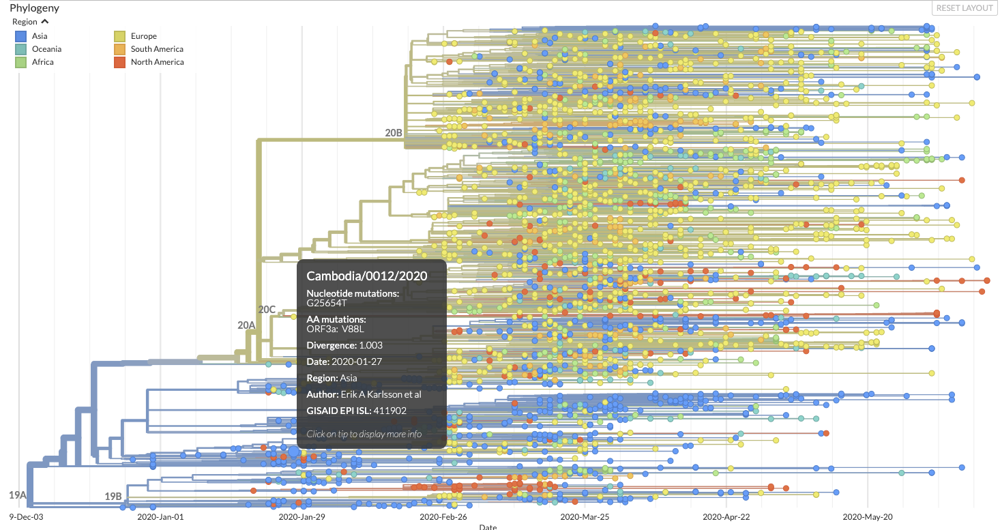 Phylogeny
RESET LAYOUT
Region
Asia
Europe
Oceania
South America
Africa
North America
20B
Cambodia/0012/2020
Nucleotide mutations:
G25654T
AA mutations:
ORF3a: V88L
Divergence: 1.003
Date: 2020-01-27
Region: Asia
Author: Erik A Karlsson et al
GISAID EPI ISL: 411902
Click on tip to display more info
20C
20A
19A
19B
9-Dec-03
2020-Jan-01
2020-Jan-29
2020-Feb-26
2020-Mar-25
2020-Apr-22
2020-May-20
Date